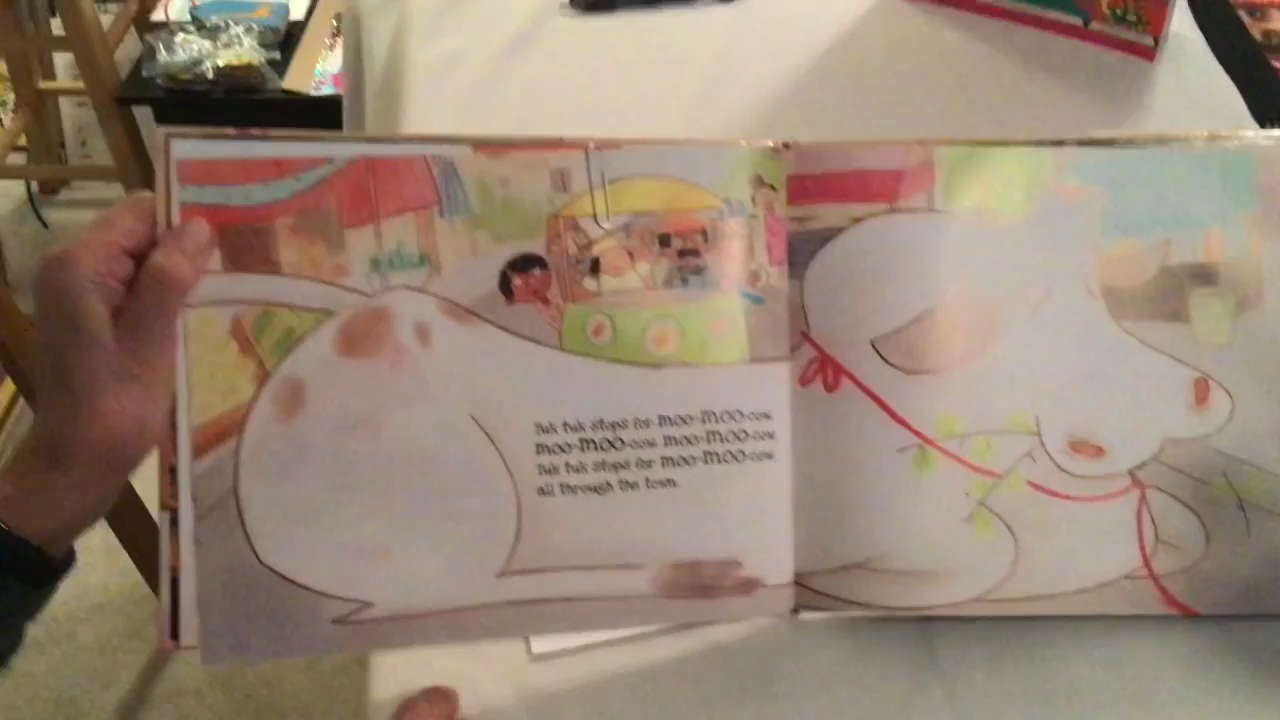 Tuk tuk stops for moo-moo-cow,
moo-moo-cow, moo-moo-cow
Tuk tuk stops for moo-moo-cow
all through the town.